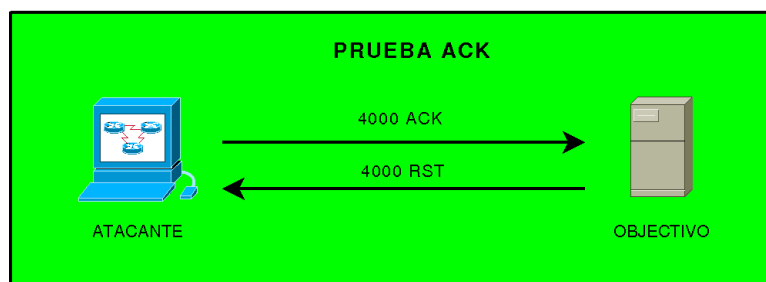 PRUEBA ACK
4000 ACK
4000 RST
ATACANTE
OBJECTIVO